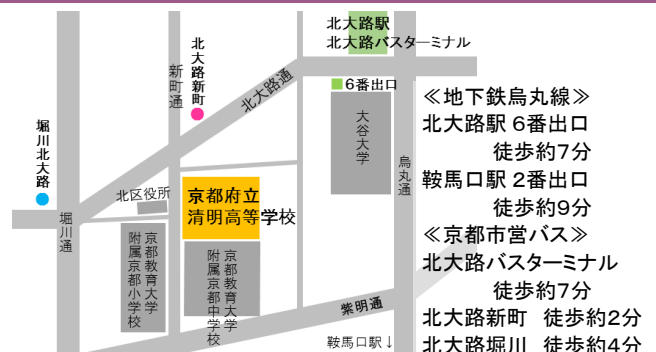 北大路駅
北大路バスターミナル
■6番出口
北大路新町
新町通
北大路通
堀川北大路
大谷大学
烏丸通
北区役所
京都府立
清明高等学校
堀川通
京都教育大学
附属京都小学校
京都教育大学
附属京都中学校
紫明通
鞍馬口駅↓
≪地下鉄烏丸線≫
北大路駅 6番出口
徒歩約7分
鞍馬口駅 2番出口
徒歩約9分
≪京都市営バス≫
北大路バスターミナル
徒歩約7分
北大路新町 徒歩約2分
北大路堀川 徒歩約4分